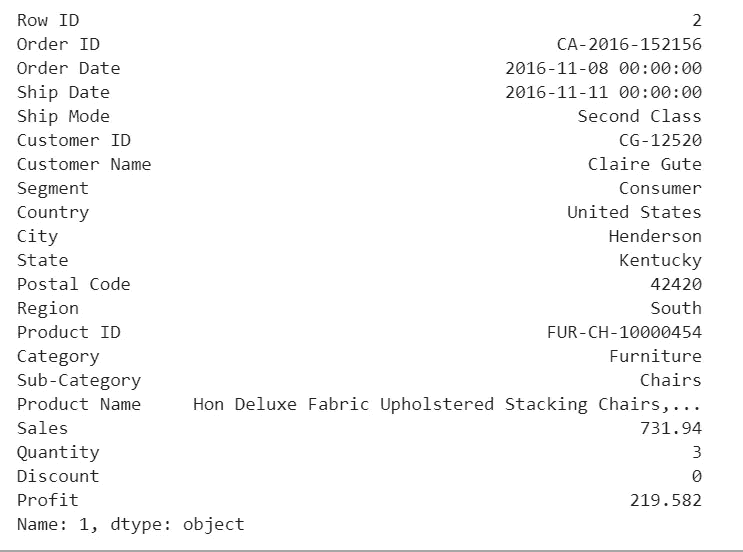 Row ID 2
Order ID CA-2016-152156
Order Date 2016-11-08 00:00:00
Ship Date 2016-11-11 00:00:00
Ship Mode Second Class
Customer ID CG-12520
Customer Name Claire Gute
Segment Consumer
Country United States
City Henderson
State Kentucky
Postal Code 42420
Region South
Product ID FUR-CH-10000454
Category Furniture
Sub-Category Chairs
Product Name Hon Deluxe Fabric Upholstered Stacking Chairs,...
Sales 731.94
Quantity 3
Discount 0
Profit 219.582
Name: 1, dtype: object